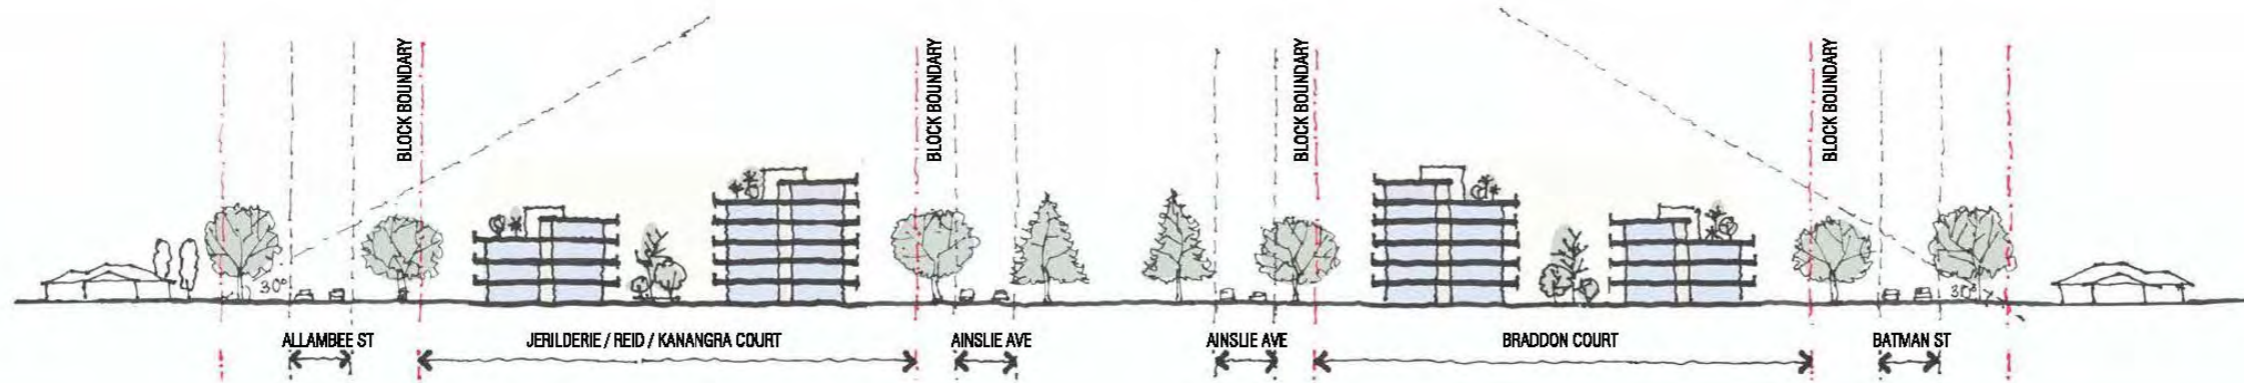 BLOCK BOUNDARY
BLOCK BOUNDARY
BLOCK BOUNDARY
BLOCK BOUNDARY
30°
30°
ALLAMBEE ST
JERILDERIE / REID / KANANGRA COURT
AINSLIE AVE
AINSLIE AVE
BRADDON COURT
BATMAN ST